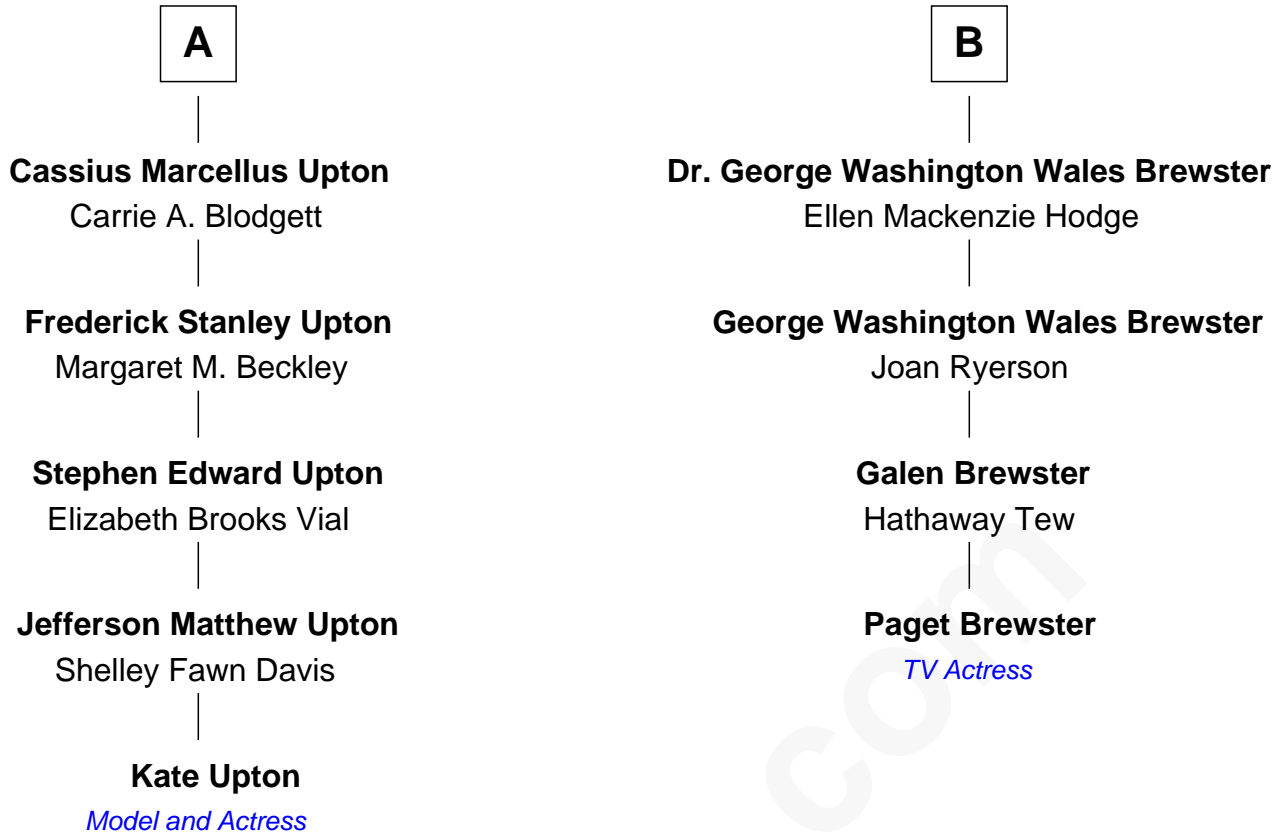 A
Cassius Marcellus Upton
Carrie A. Blodgett
Frederick Stanley Upton
Margaret M. Beckley
Stephen Edward Upton
Elizabeth Brooks Vial
Jefferson Matthew Upton
Shelley Fawn Davis
Kate Upton
Model and Actress
B
Dr. George Washington Wales Brewster
Ellen Mackenzie Hodge
George Washington Wales Brewster
Joan Ryerson
Galen Brewster
Hathaway Tew
Paget Brewster
TV Actress
com